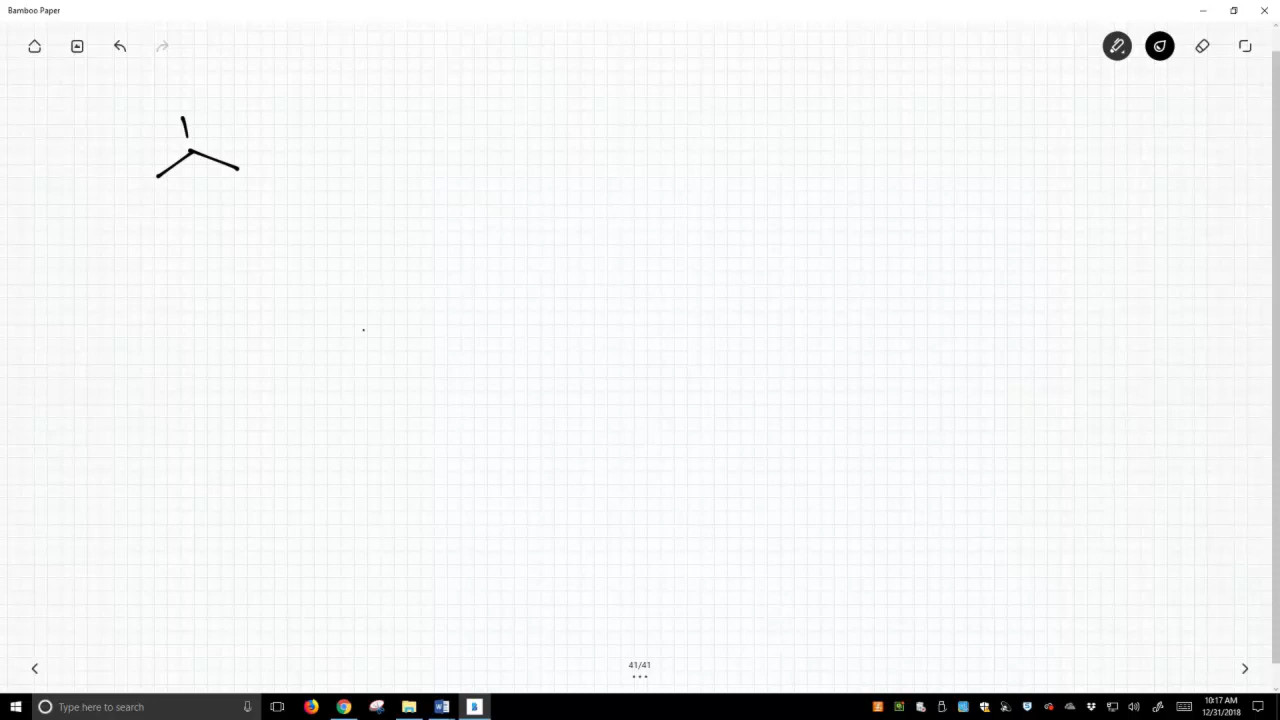 Bamboo Paper
41/41
Type here to search
10:17 AM
12/31/2018